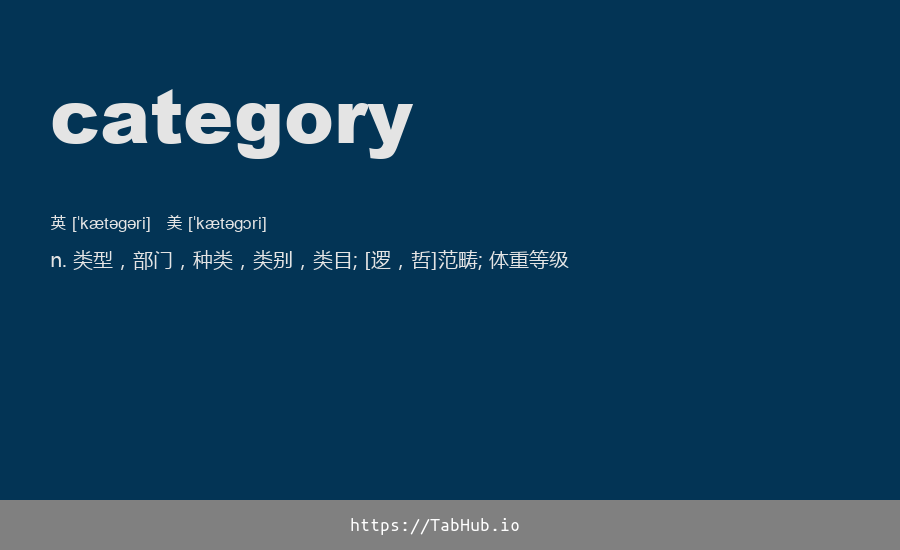 category
英 [ˈkætəgəri] 美 [ˈkætəgɔri]
n. 类型，部门，种类，类别，类目; [逻，哲]范畴; 体重等级
https://TabHub.io